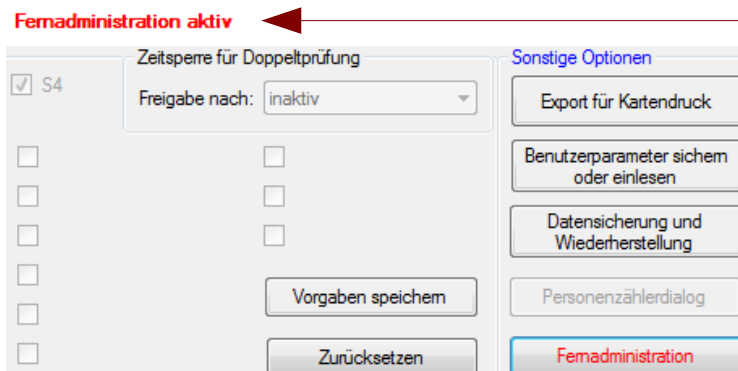 Fernadministration aktiv
Zeitsperre für Doppeltprüfung
S4
Freigabe nach: inaktiv
Vorgaben speichern
Zurücksetzen
Sonstige Optionen
Export für Kartendruck
Benutzerparameter sichern
oder einlesen
Datensicherung und
Wiederherstellung
Personenzählerdialog
Fernadministration